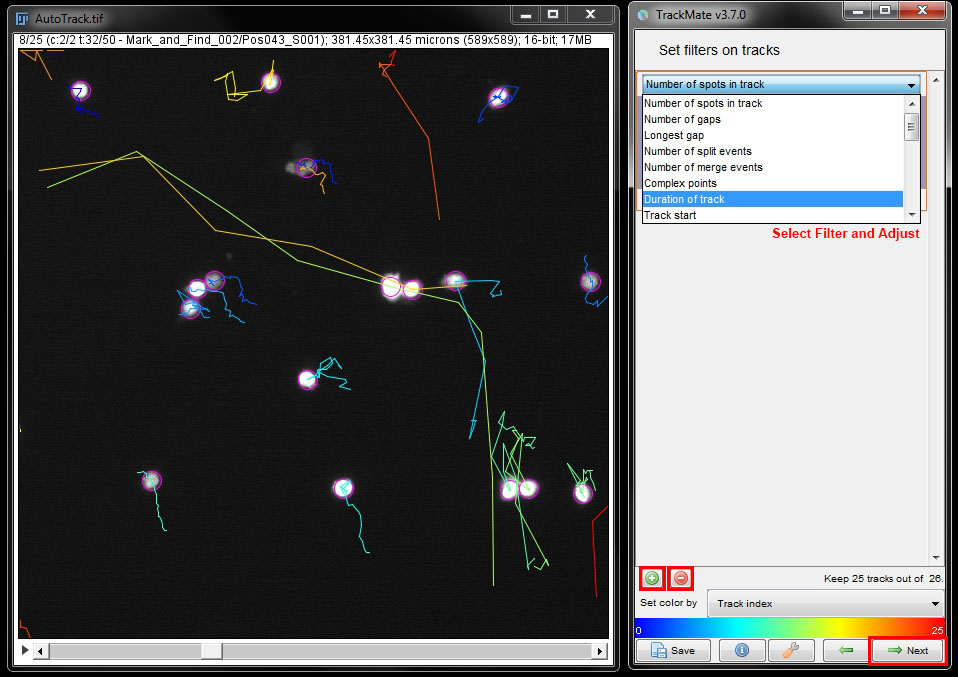 AutoTrack.tif
8/25 (c:2/2 t:32/50 - Mark_and_Find_002/Pos043_S001); 381.45x381.45 microns (589x589); 16-bit; 17MB
TrackMate v3.7.0
Set filters on tracks
Number of spots in track
Number of spots in track
Number of gaps
Longest gap
Number of split events
Number of merge events
Complex points
Duration of track
Track start
Select Filter and Adjust
Keep 25 tracks out of 26.
Set color by
Track index
0
25
Save
Next